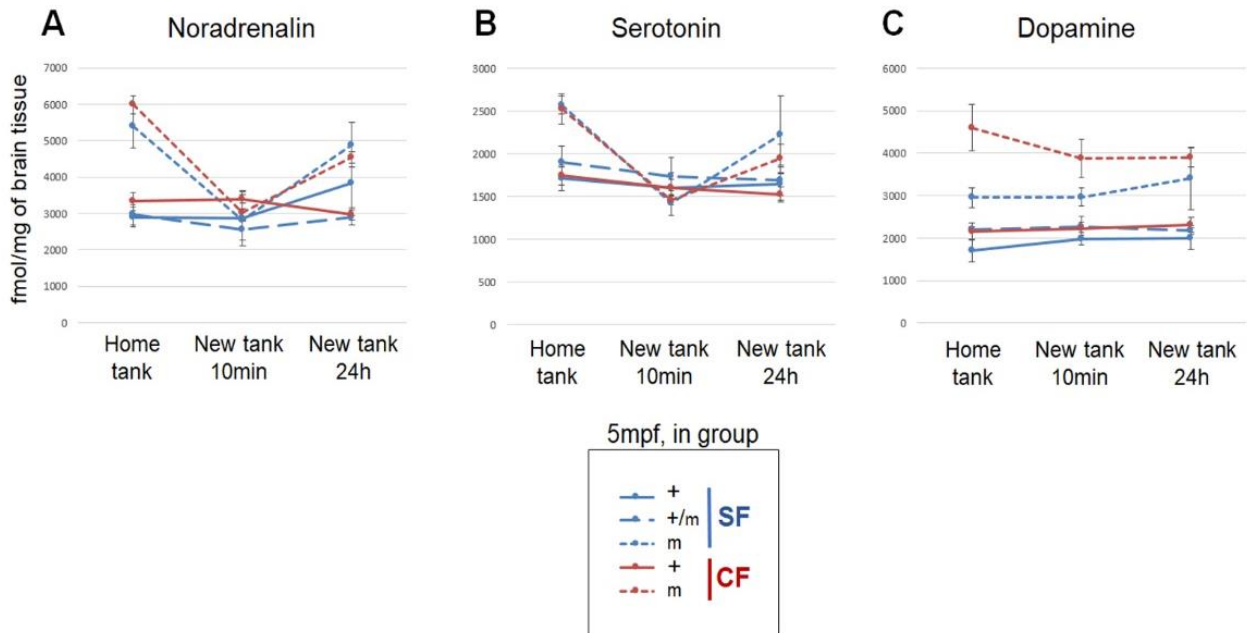 A Noradrenalin
B Serotonin
C Dopamine
fmol/mg of brain tissue
7000
6000
5000
4000
3000
2000
1000
0
Home tank
New tank 10min
New tank 24h
3000
2500
2000
1500
1000
500
0
Home tank
New tank 10min
New tank 24h
6000
5000
4000
3000
2000
1000
0
Home tank
New tank 10min
New tank 24h
5mpf, in group
+
+/m
m
SF
+
m
CF